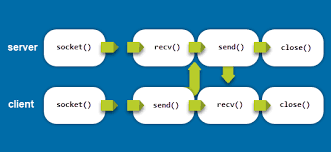 server socket() recv() send() close()
client socket() send() recv() close()